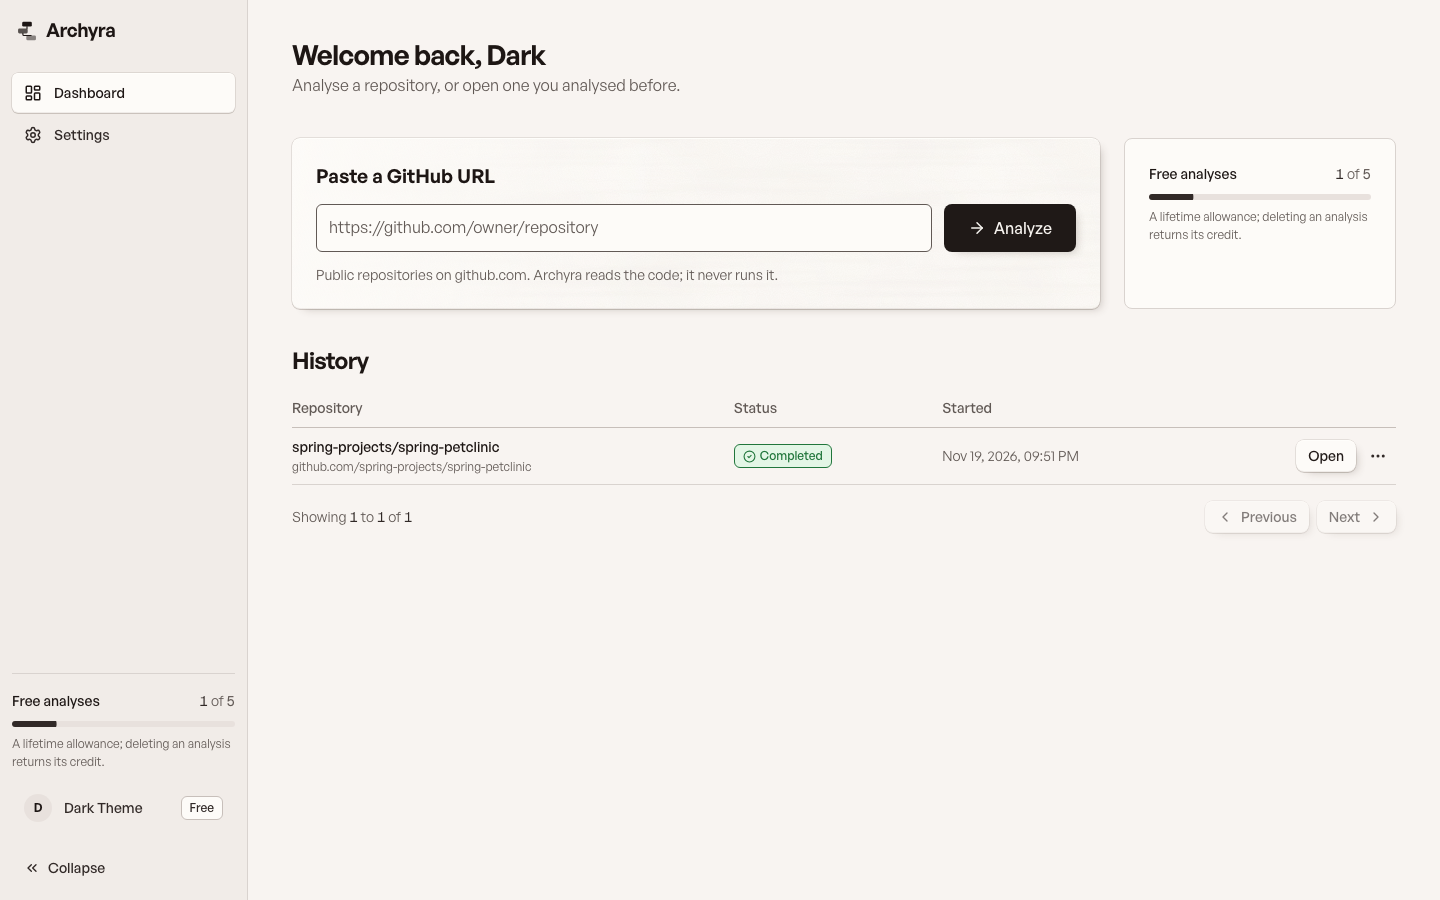 Archyra
Dashboard
Settings
Welcome back, Dark
Analyse a repository, or open one you analysed before.
Paste a GitHub URL
https://github.com/owner/repository
Analyze
Public repositories on github.com. Archyra reads the code; it never runs it.
Free analyses 1 of 5
A lifetime allowance; deleting an analysis
returns its credit.
History
Repository Status Started
spring-projects/spring-petclinic
github.com/spring-projects/spring-petclinic
Completed
Nov 19, 2026, 09:51 PM
Open
Showing 1 to 1 of 1
Previous
Next
Free analyses 1 of 5
A lifetime allowance; deleting an analysis
returns its credit.
D Dark Theme Free
Collapse